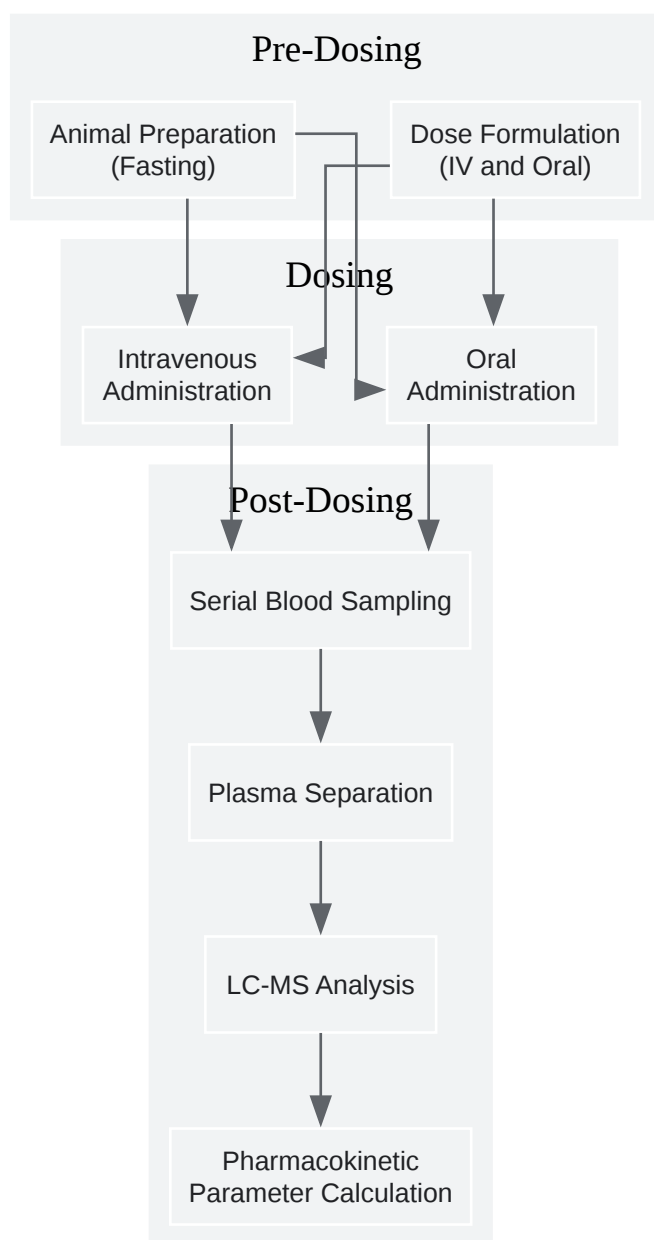 Pre-Dosing
Animal Preparation
(Fasting)
Dose Formulation
(IV and Oral)
Dosing
Intravenous
Administration
Oral
Administration
Post-Dosing
Serial Blood Sampling
Plasma Separation
LC-MS Analysis
Pharmacokinetic
Parameter Calculation